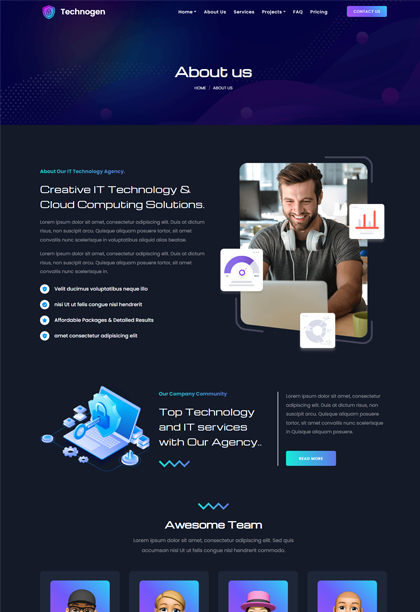 Technogen
Home About Us Services Projects FAQ Pricing
CONTACT US
About us
HOME / ABOUT US
About Our IT Technology Agency.
Creative IT Technology &
Cloud Computing Solutions.
Lorem ipsum dolor sit amet, consectetur adipiscing elit. Duis at dictum
risus, non suscipit arcu. Quisque aliquam posuere tortor, sit amet
convallis nunc scelerisque in voluptatibus aliquid alias beatae.
Lorem ipsum dolor sit amet, consectetur adipiscing elit. Duis at dictum
risus, non suscipit arcu. Quisque aliquam posuere tortor, sit amet
convallis nunc scelerisque in.
Velit ducimus voluptatibus neque illo
nisi Ut ut felis congue nisl hendrerit
Affordable Packages & Detailed Results
amet consectetur adipisicing elit
Our Company Community
Top Technology
and IT services
with Our Agency..
Lorem ipsum dolor sit amet, consectetur
adipiscing elit. Duis at dictum risus, non
suscipit arcu. Quisque aliquam posuere
tortor, sit amet convallis nunc scelerisque
in Quisque aliquam posuere.
READ MORE
Awesome Team
Lorem ipsum dolor sit amet, consectetur adipiscing elit. Duis sed quis
accumsan nisi Ut ut felis congue nisl hendrerit commodo.